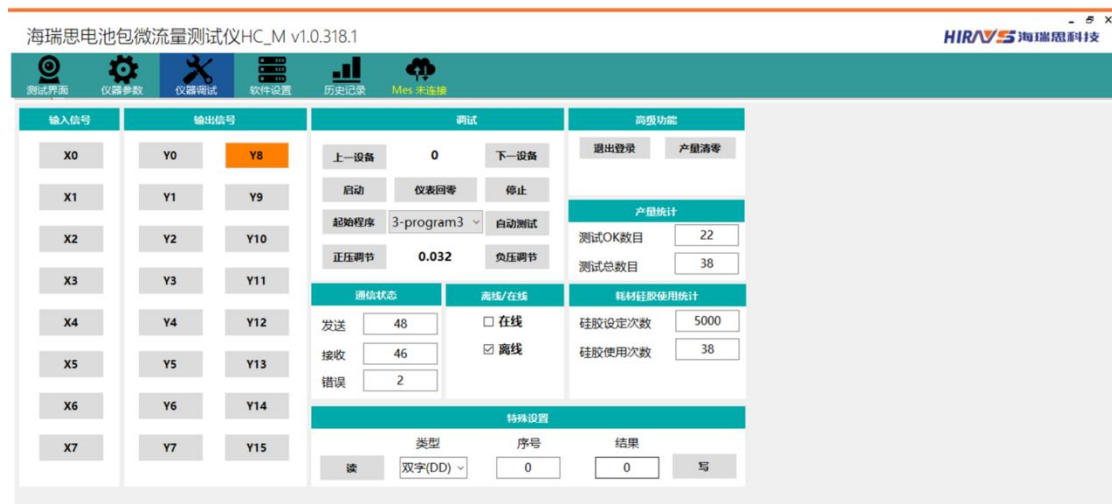 海瑞思电池包微流量测试仪HC_M v1.0.318.1
HIRAYS 海瑞思科技
测试界面 仪器参数 仪器调试 软件设置 历史记录 Mes 未连接
输入信号 输出信号 调试 高级功能
X0 Y0 Y8 上一设备 0 下一设备 退出登录 产量清零
X1 Y1 Y9 启动 仪表回零 停止
产量统计
X2 Y2 Y10 起始程序 3-program3 自动测试 测试OK数目 22
正压调节 0.032 负压调节 测试总数目 38
X3 Y3 Y11 通信状态 离线/在线 耗材硅胶使用统计
X4 Y4 Y12 发送 48 在线 硅胶设定次数 5000
X5 Y5 Y13 接收 46 离线 硅胶使用次数 38
错误 2
X6 Y6 Y14 特殊设置
X7 Y7 Y15 类型 序号 结果
读 双字(DD) 0 0 写